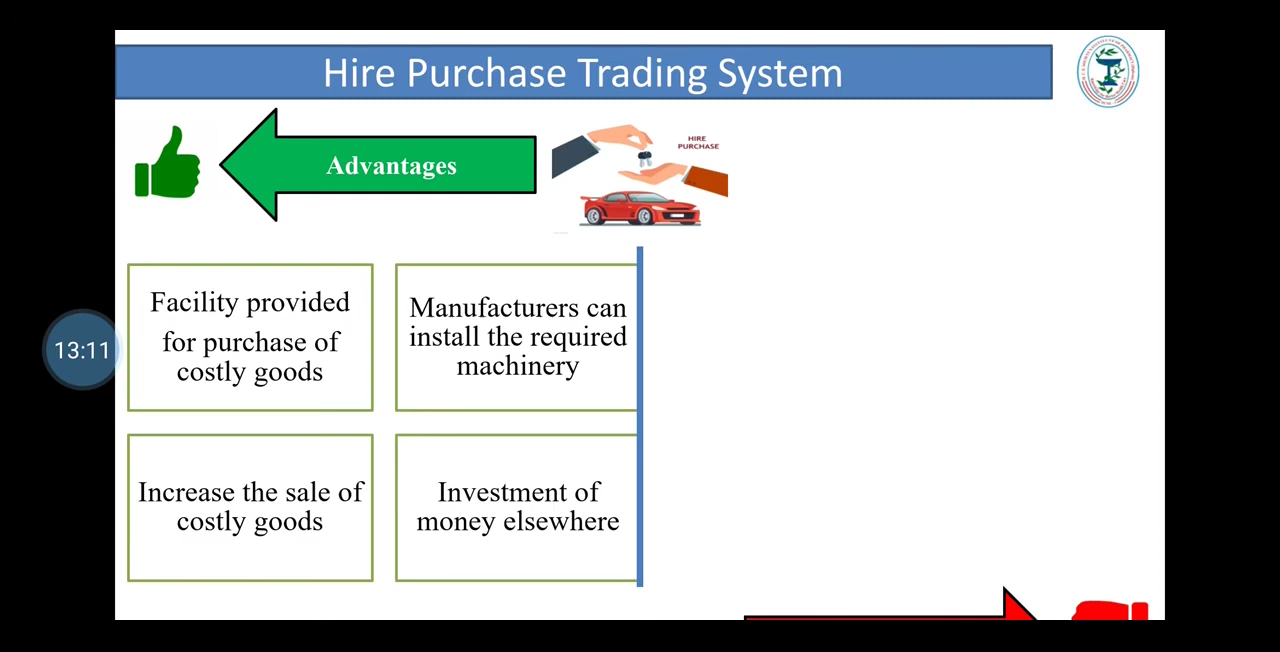 Hire Purchase Trading System
Advantages
HIRE
PURCHASE
Facility provided
for purchase of
costly goods
Manufacturers can
install the required
machinery
13:11
Increase the sale of
costly goods
Investment of
money elsewhere